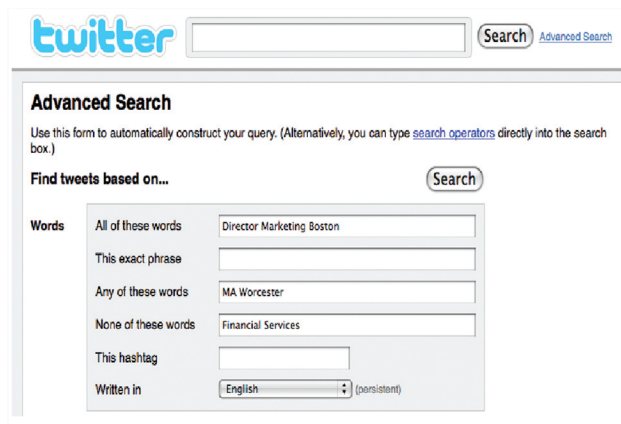 twitter Search Advanced Search
Advanced Search
Use this form to automatically construct your query. (Alternatively, you can type search operators directly into the search
box.)
Find tweets based on... Search
Words All of these words Director Marketing Boston
This exact phrase
Any of these words MA Worcester
None of these words Financial Services
This hashtag
Written in English (persistent)